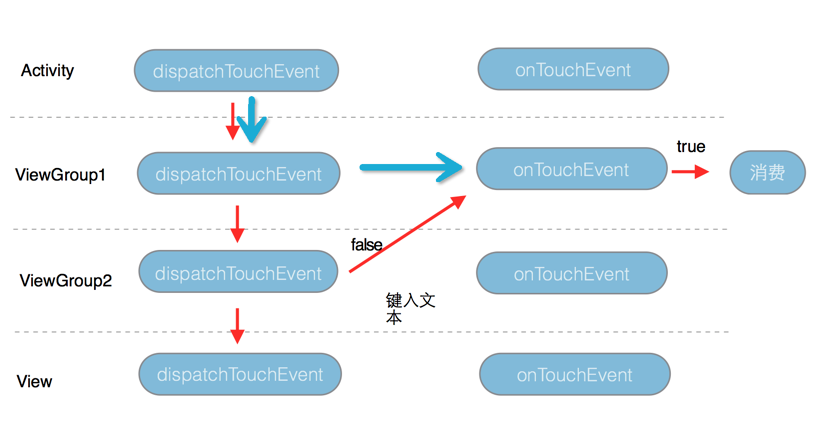 Activity
dispatchTouchEvent
onTouchEvent
ViewGroup1
dispatchTouchEvent
onTouchEvent
true
消费
false
ViewGroup2
dispatchTouchEvent
onTouchEvent
键入文
本
View
dispatchTouchEvent
onTouchEvent